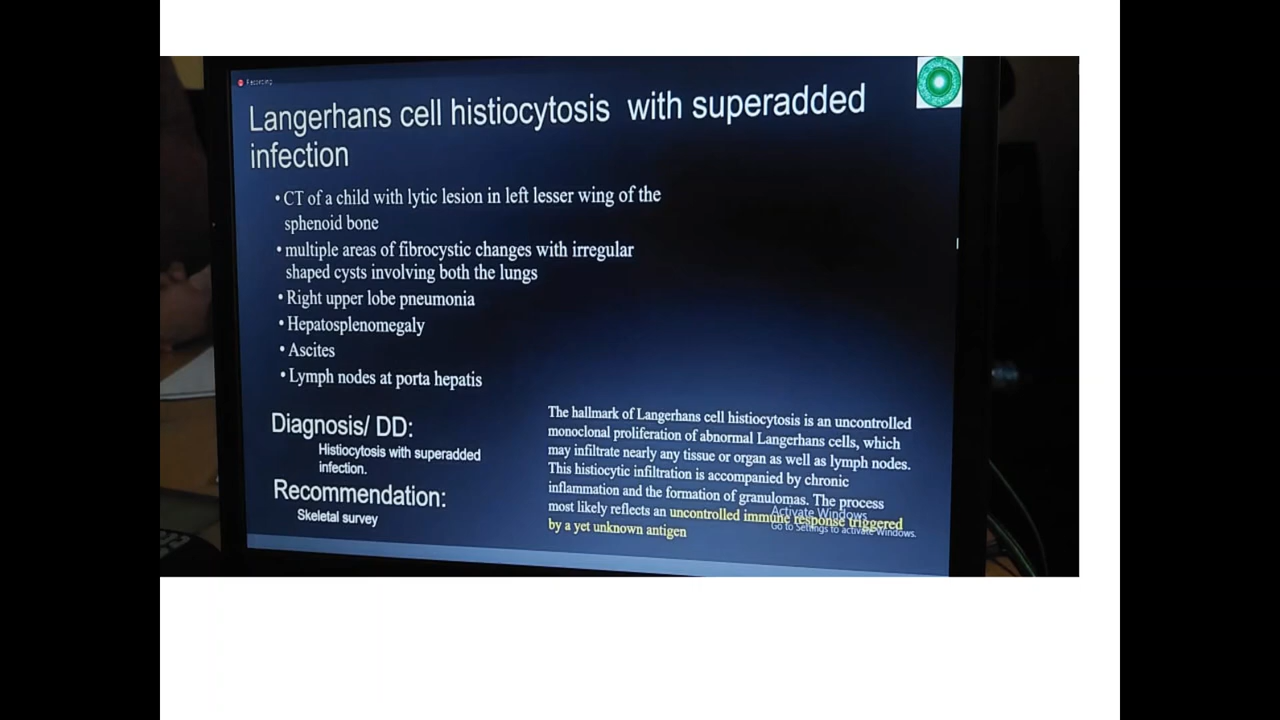 Recording
Langerhans cell histiocytosis with superadded
infection
• CT of a child with lytic lesion in left lesser wing of the
sphenoid bone
• multiple areas of fibrocystic changes with irregular
shaped cysts involving both the lungs
• Right upper lobe pneumonia
• Hepatosplenomegaly
• Ascites
• Lymph nodes at porta hepatis
Diagnosis/ DD:
Histiocytosis with superadded
infection.
Recommendation:
Skeletal survey
The hallmark of Langerhans cell histiocytosis is an uncontrolled
monoclonal proliferation of abnormal Langerhans cells, which
may infiltrate nearly any tissue or organ as well as lymph nodes.
This histiocytic infiltration is accompanied by chronic
inflammation and the formation of granulomas. The process
most likely reflects an uncontrolled immune response triggered
by a yet unknown antigen
Activate Windows
Go to Settings to activate Windows.